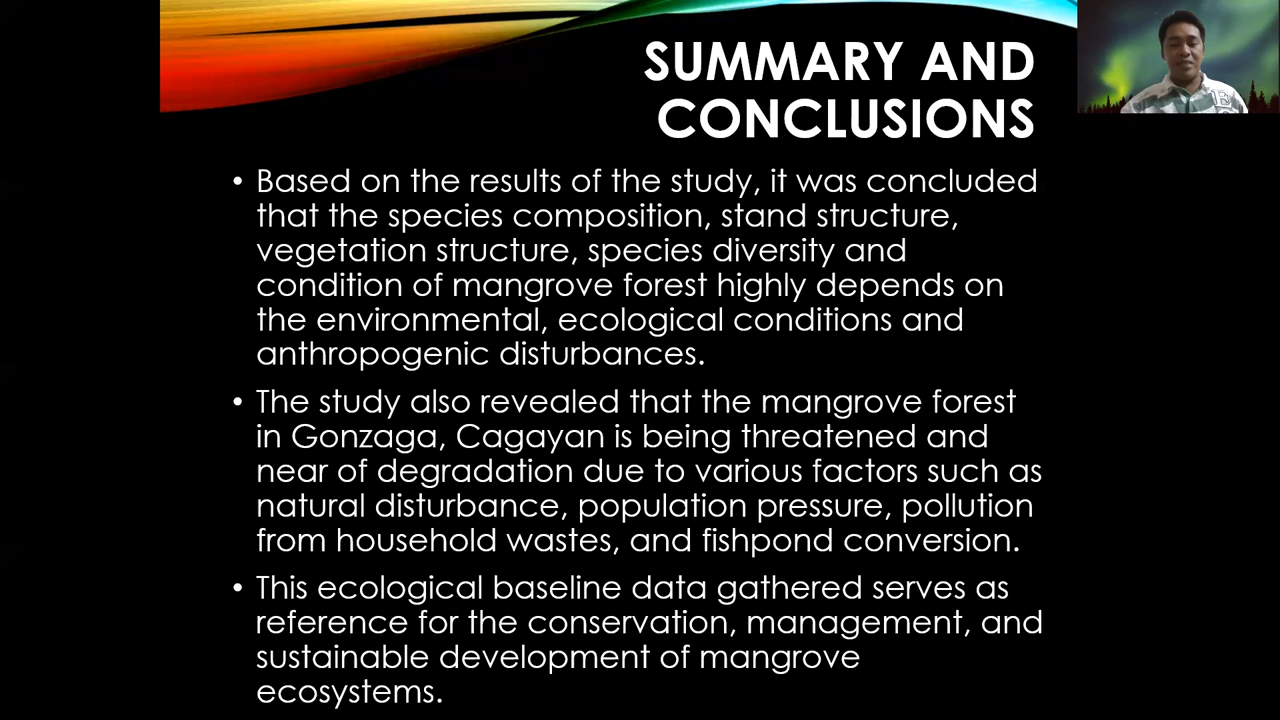 SUMMARY AND
CONCLUSIONS
• Based on the results of the study, it was concluded
that the species composition, stand structure,
vegetation structure, species diversity and
condition of mangrove forest highly depends on
the environmental, ecological conditions and
anthropogenic disturbances.
• The study also revealed that the mangrove forest
in Gonzaga, Cagayan is being threatened and
near of degradation due to various factors such as
natural disturbance, population pressure, pollution
from household wastes, and fishpond conversion.
• This ecological baseline data gathered serves as
reference for the conservation, management, and
sustainable development of mangrove
ecosystems.